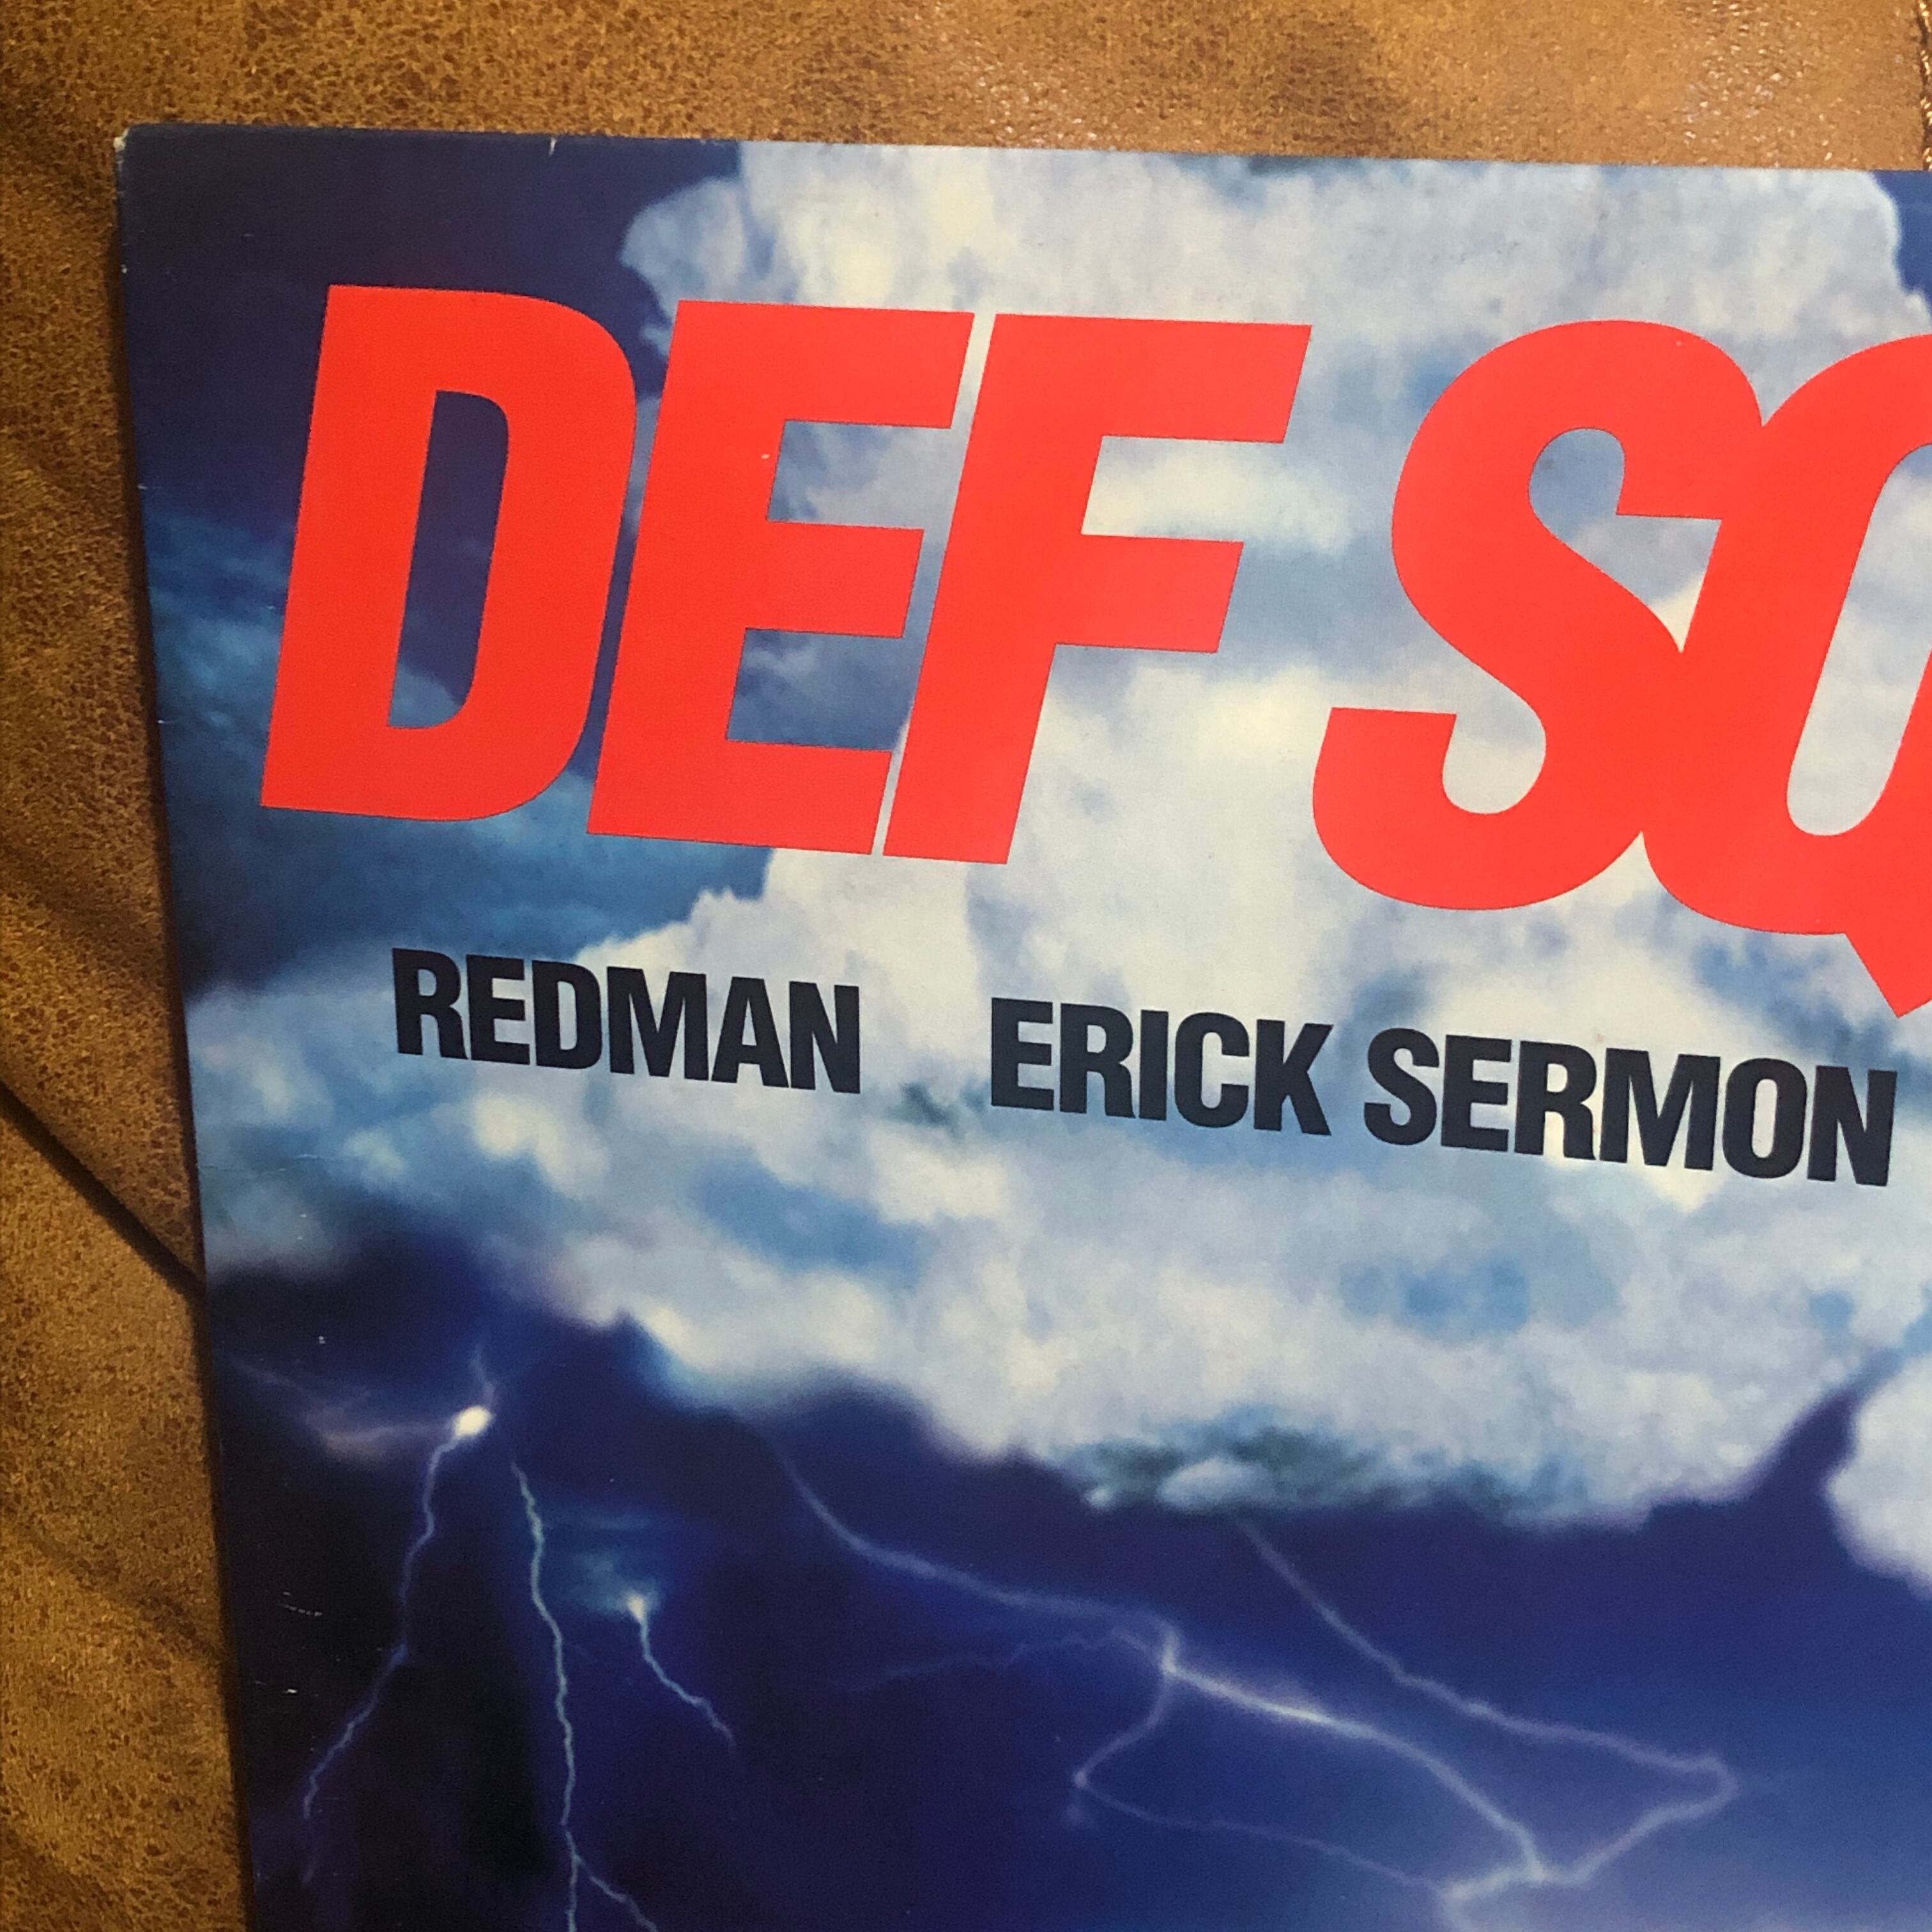 DEF SQ
REDMAN ERICK SERMON